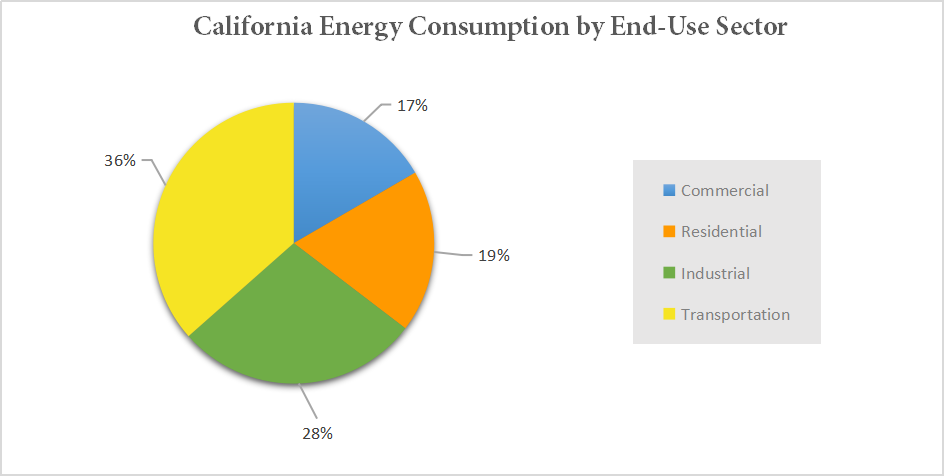 California Energy Consumption by End-Use Sector
17%
36%
19%
28%
Commercial
Residential
Industrial
Transportation